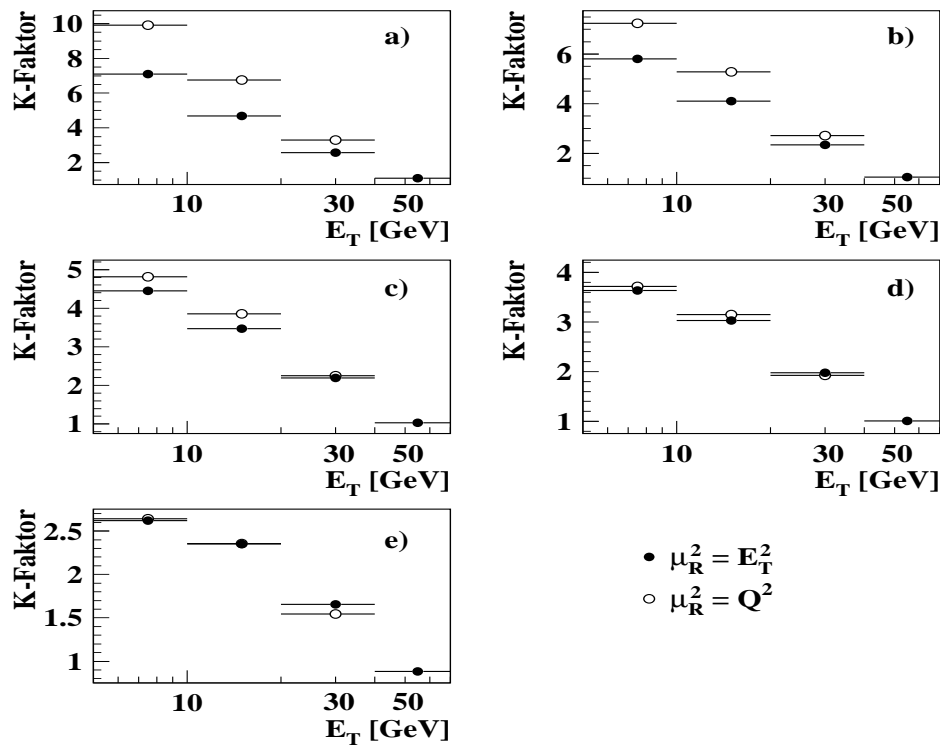 K-Faktor
10
8
6
4
2
a)
10
30
50
E_T [GeV]
K-Faktor
6
4
2
b)
10
30
50
E_T [GeV]
K-Faktor
5
4
3
2
1
c)
10
30
50
E_T [GeV]
K-Faktor
4
3
2
1
d)
10
30
50
E_T [GeV]
K-Faktor
2.5
2
1.5
1
e)
10
30
50
E_T [GeV]
μ_R^2 = E_T^2
μ_R^2 = Q^2